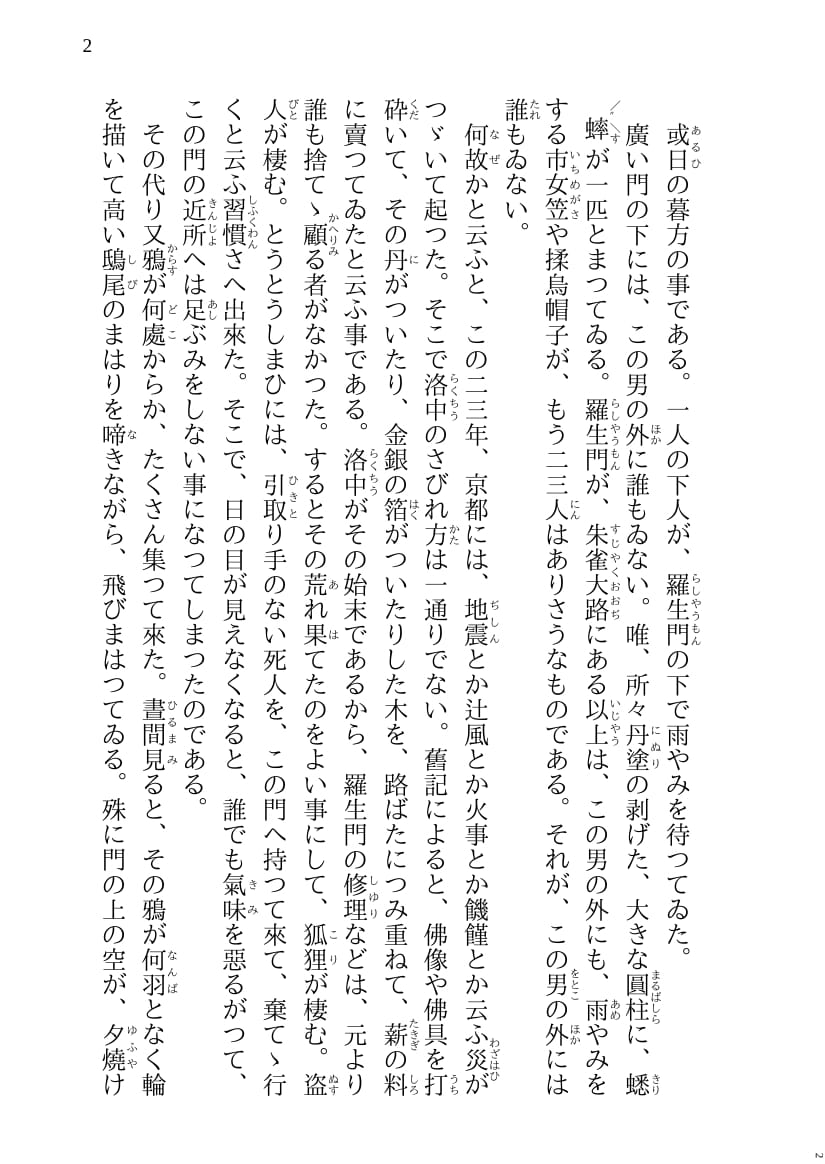 2
或日の暮方の事である。一人の下人が、羅生門の下で雨やみを待つてゐた。
廣い門の下には、この男の外に誰もゐない。唯、所々丹塗の剥げた、大きな圓柱に、蟋
蟀が一匹とまつてゐる。羅生門が、朱雀大路にある以上は、この男の外にも、雨やみを
する市女笠や揉烏帽子が、もう二三人はありさうなものである。それが、この男の外には
誰もゐない。
何故かと云ふと、この二三年、京都には、地震とか辻風とか火事とか饑饉とか云ふ災が
つゞいて起つた。そこで洛中のさびれ方は一通りでない。舊記によると、佛像や佛具を打
砕いて、その丹がついたり、金銀の箔がついたりした木を、路ばたにつみ重ねて、薪の料
に賣つてゐたと云ふ事である。洛中がその始末であるから、羅生門の修理などは、元より
誰も捨てゝ顧る者がなかつた。するとその荒れ果てたのをよい事にして、狐狸が棲む。盗
人が棲む。とうとうしまひには、引取り手のない死人を、この門へ持つて來て、棄てゝ行
くと云ふ習慣さへ出來た。そこで、日の目が見えなくなると、誰でも氣味を惡るがつて、
この門の近所へは足ぶみをしない事になつてしまつたのである。
その代り又鴉が何處からか、たくさん集つて來た。晝間見ると、その鴉が何羽となく輪
を描いて高い鴟尾のまはりを啼きながら、飛びまはつてゐる。殊に門の上の空が、夕燒け
2